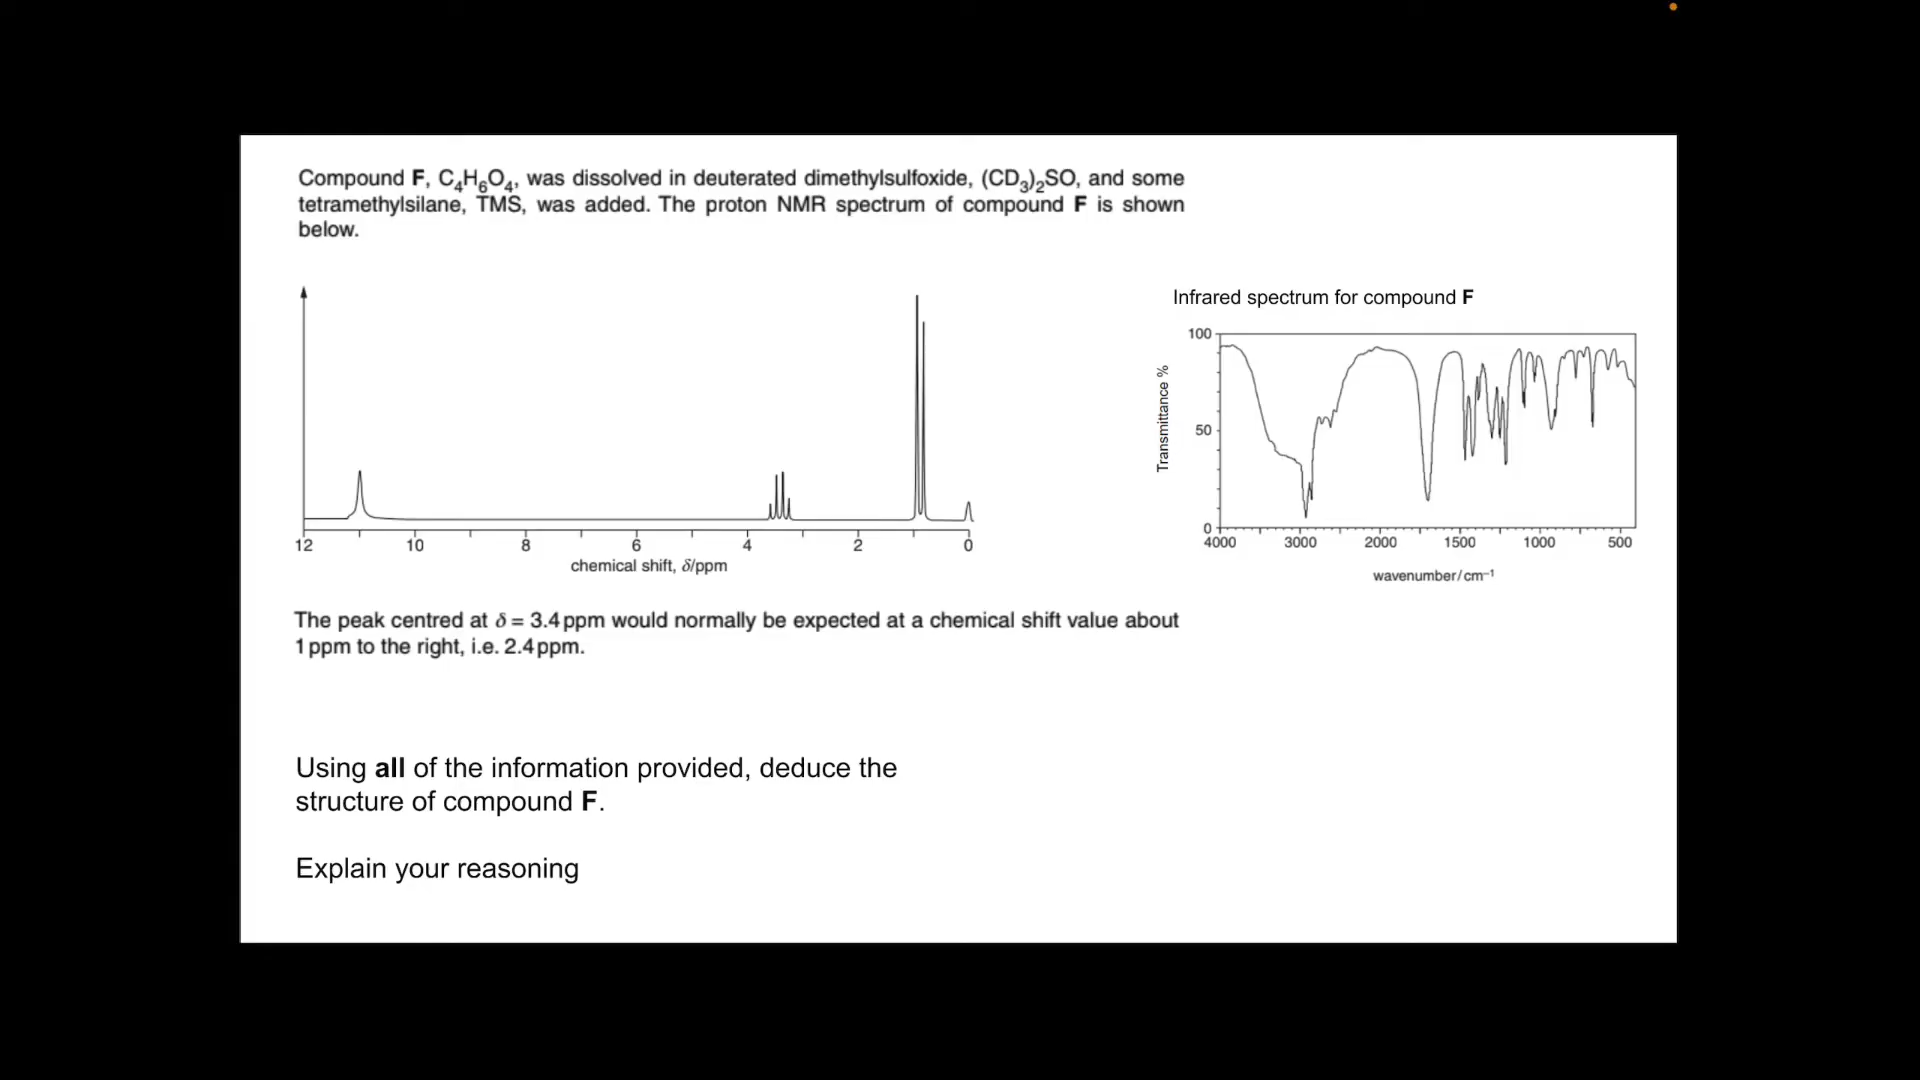 Compound F, C₄H₆O₄, was dissolved in deuterated dimethylsulfoxide, (CD₃)₂SO, and some
tetramethylsilane, TMS, was added. The proton NMR spectrum of compound F is shown
below.
12 10 8 6 4 2 0
chemical shift, δ/ppm
Infrared spectrum for compound F
Transmittance %
100
50
0
4000 3000 2000 1500 1000 500
wavenumber/cm⁻¹
The peak centred at δ = 3.4 ppm would normally be expected at a chemical shift value about
1 ppm to the right, i.e. 2.4 ppm.
Using all of the information provided, deduce the
structure of compound F.
Explain your reasoning